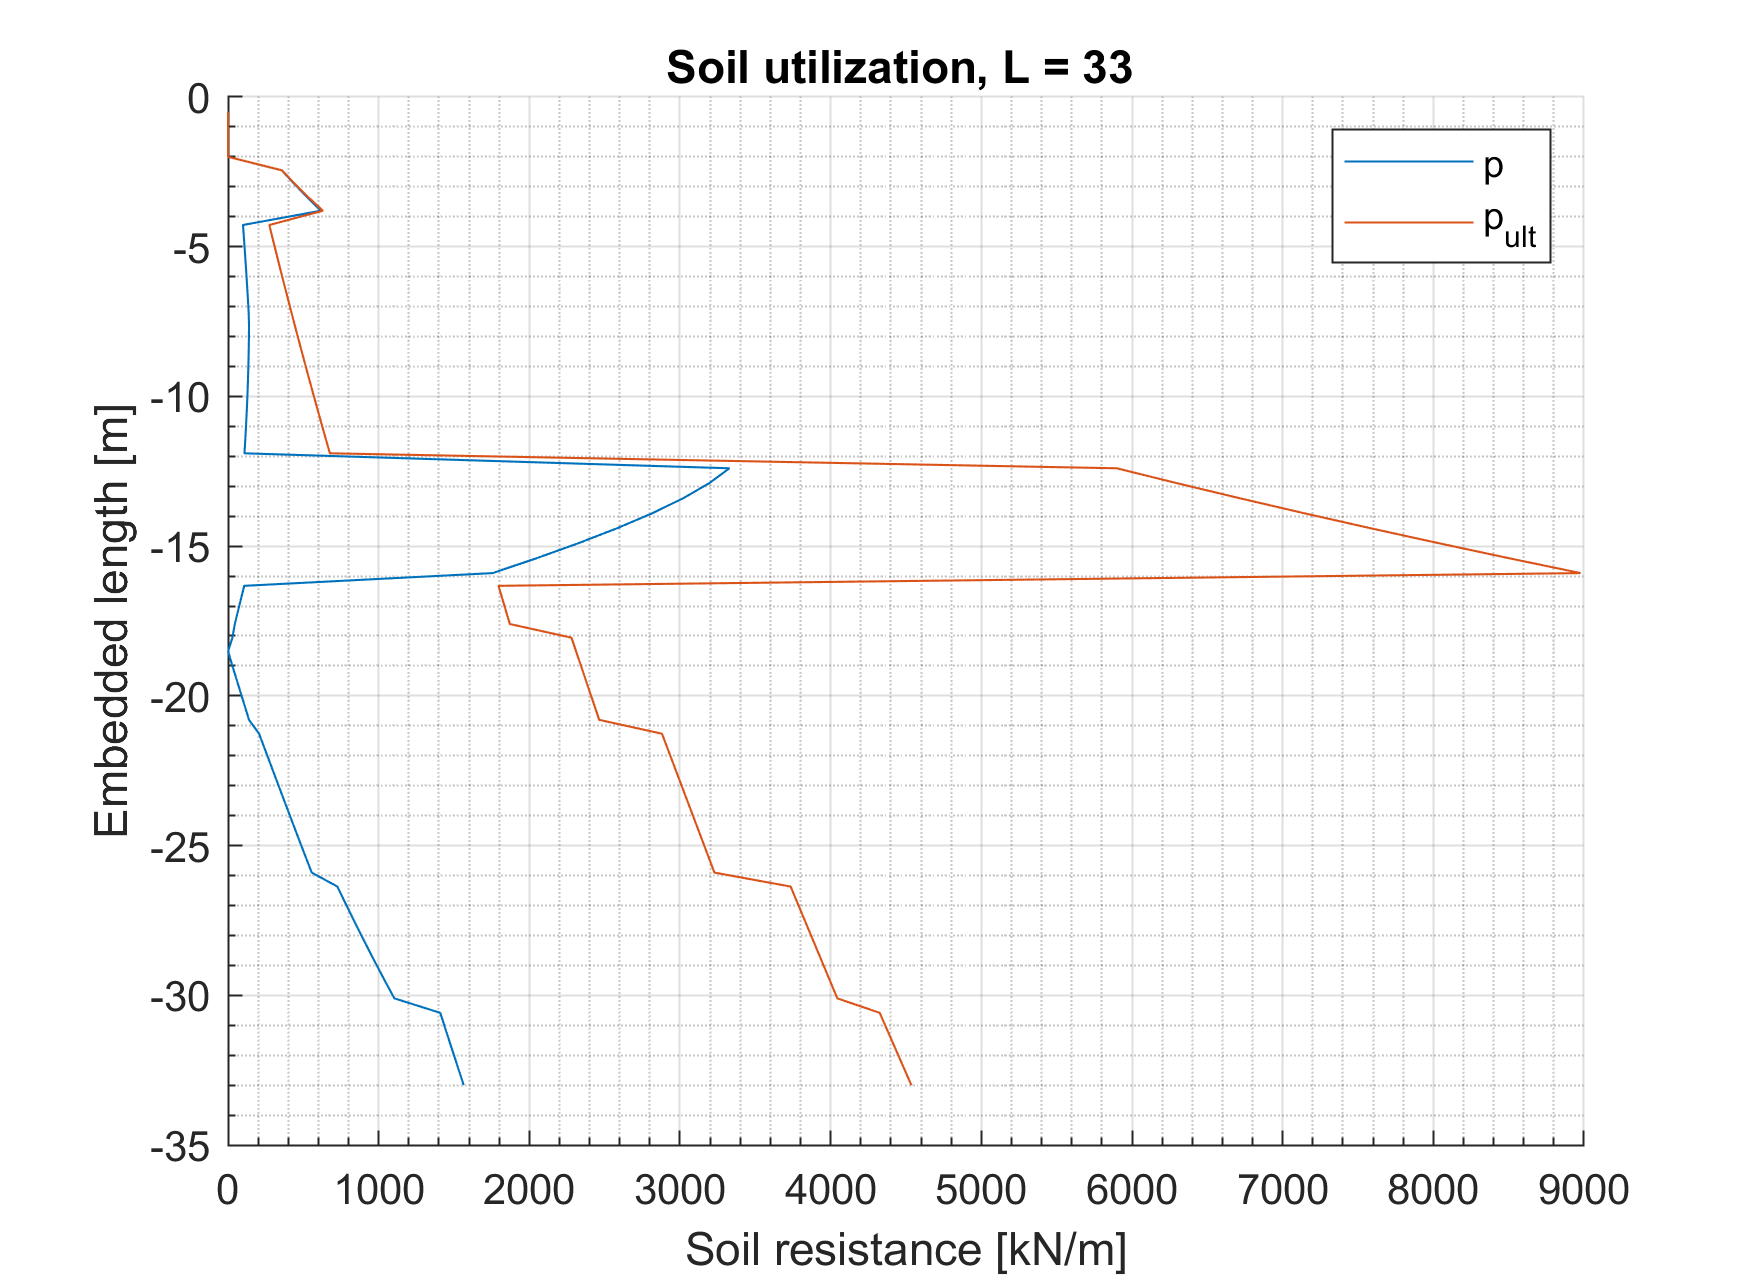 Soil utilization, L = 33
p
p_ult
0
-5
-10
-15
-20
-25
-30
-35
Embedded length [m]
0 1000 2000 3000 4000 5000 6000 7000 8000 9000
Soil resistance [kN/m]